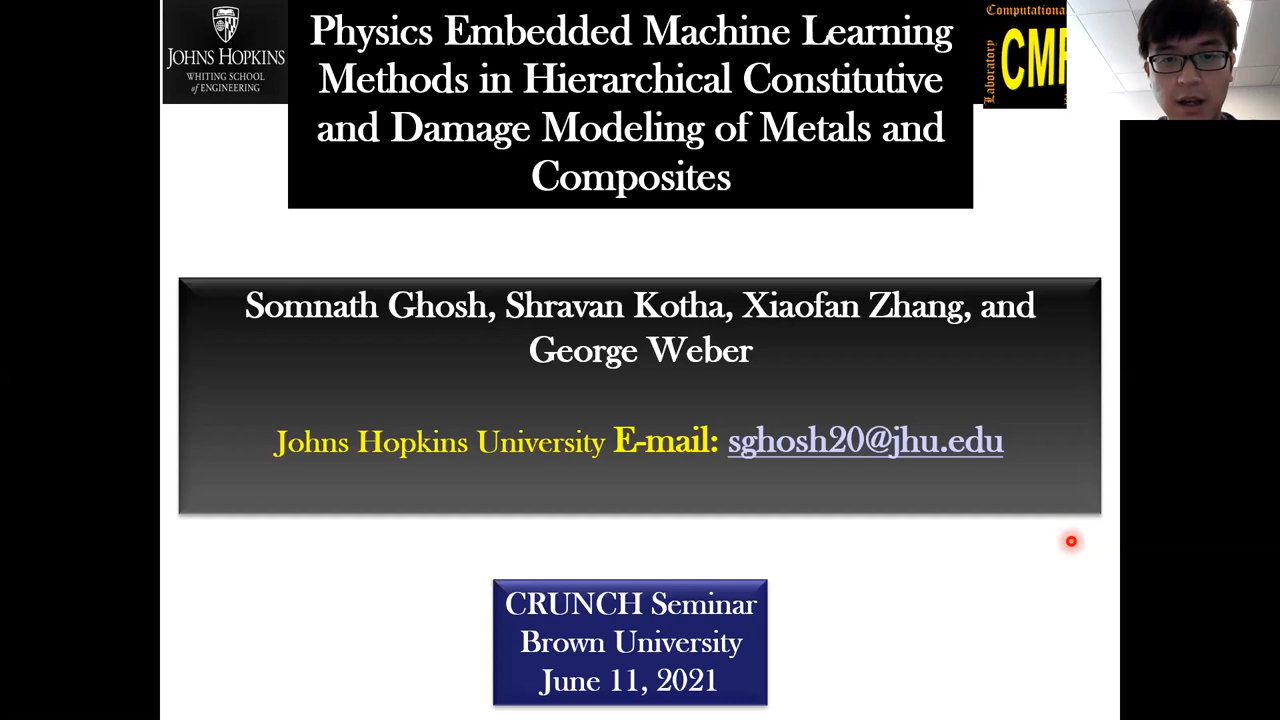 JOHNS HOPKINS
WHITING SCHOOL
of ENGINEERING
Physics Embedded Machine Learning
Methods in Hierarchical Constitutive
and Damage Modeling of Metals and
Composites
Computational
Laboratory
Somnath Ghosh, Shravan Kotha, Xiaofan Zhang, and
George Weber
Johns Hopkins University E-mail: sghosh20@jhu.edu
CRUNCH Seminar
Brown University
June 11, 2021